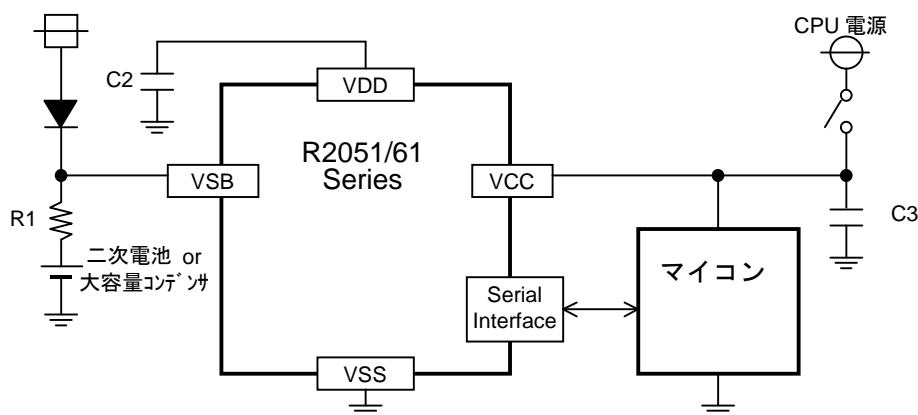 CPU 電源
C2
VDD
R2051/61
Series
VSB
VCC
R1
C3
二次電池 or
大容量ｺﾝﾃﾞﾝｻ
マイコン
Serial
Interface
VSS